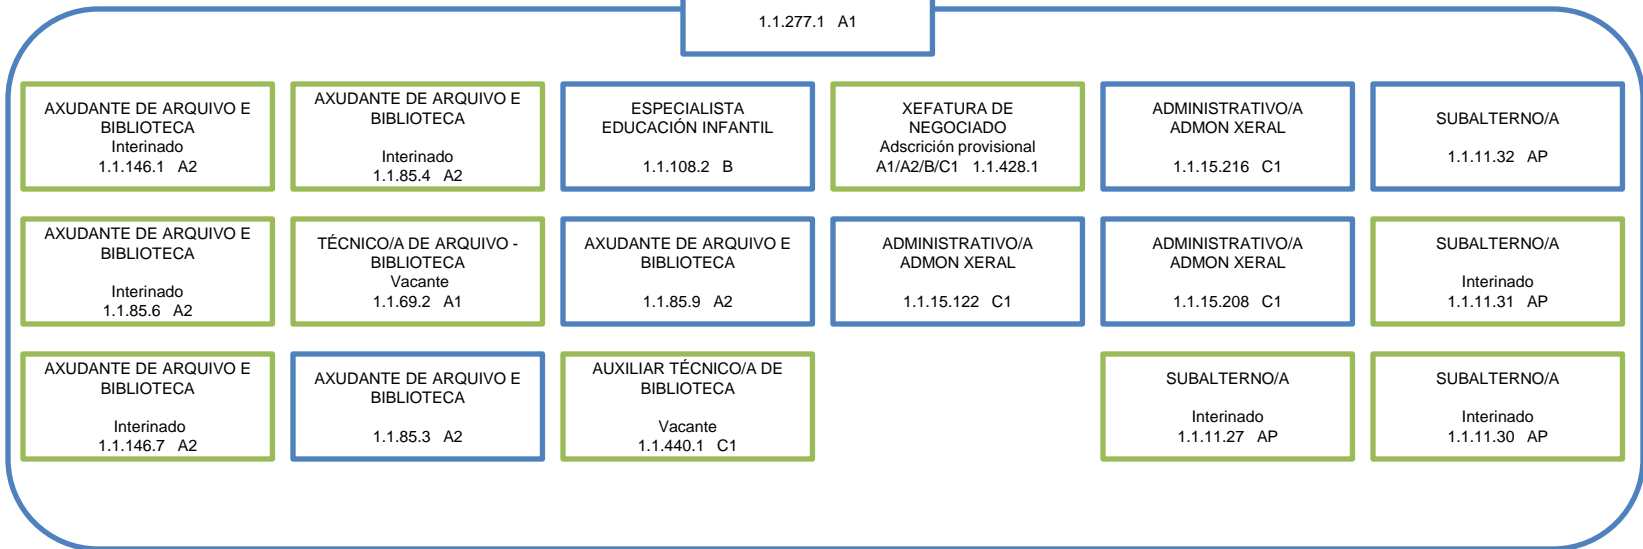 1.1.277.1 A1
AXUDANTE DE ARQUIVO E
BIBLIOTECA
Interinado
1.1.146.1 A2
AXUDANTE DE ARQUIVO E
BIBLIOTECA
Interinado
1.1.85.4 A2
ESPECIALISTA
EDUCACIÓN INFANTIL
1.1.108.2 B
XEFATURA DE
NEGOCIADO
Adscrición provisional
A1/A2/B/C1 1.1.428.1
ADMINISTRATIVO/A
ADMON XERAL
1.1.15.216 C1
SUBALTERNO/A
1.1.11.32 AP
AXUDANTE DE ARQUIVO E
BIBLIOTECA
Interinado
1.1.85.6 A2
TÉCNICO/A DE ARQUIVO -
BIBLIOTECA
Vacante
1.1.69.2 A1
AXUDANTE DE ARQUIVO E
BIBLIOTECA
1.1.85.9 A2
ADMINISTRATIVO/A
ADMON XERAL
1.1.15.122 C1
ADMINISTRATIVO/A
ADMON XERAL
1.1.15.208 C1
SUBALTERNO/A
Interinado
1.1.11.31 AP
AXUDANTE DE ARQUIVO E
BIBLIOTECA
Interinado
1.1.146.7 A2
AXUDANTE DE ARQUIVO E
BIBLIOTECA
1.1.85.3 A2
AUXILIAR TÉCNICO/A DE
BIBLIOTECA
Vacante
1.1.440.1 C1
SUBALTERNO/A
Interinado
1.1.11.27 AP
SUBALTERNO/A
Interinado
1.1.11.30 AP